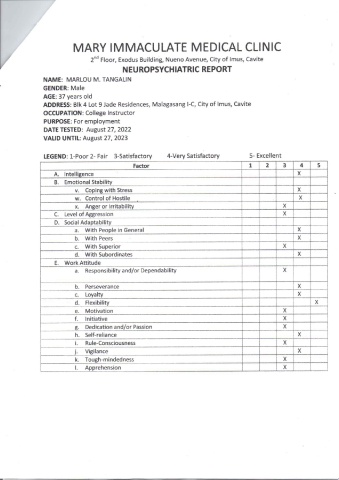 MARY IMMACULATE MEDICAL CLINIC
2nd Floor, Exodus Building, Nueno Avenue, City of Imus, Cavite
NEUROPSYCHIATRIC REPORT
NAME: MARLOU M. TANGALIN
GENDER: Male
AGE: 37 years old
ADDRESS: Blk 4 Lot 9 Jade Residences, Malagasang I-C, City of Imus, Cavite
OCCUPATION: College Instructor
PURPOSE: For employment
DATE TESTED: August 27, 2022
VALID UNTIL: August 27, 2023
LEGEND: 1-Poor 2- Fair 3-Satisfactory 4-Very Satisfactory 5- Excellent
Factor 1 2 3 4 5
A. Intelligence X
B. Emotional Stability
v. Coping with Stress X
w. Control of Hostile X
x. Anger or irritability X
C. Level of Aggression X
D. Social Adaptability
a. With People in General X
b. With Peers X
c. With Superior X
d. With Subordinates X
E. Work Attitude
a. Responsibility and/or Dependability X
b. Perseverance X
c. Loyalty X
d. Flexibility X
e. Motivation X
f. Initiative X
g. Dedication and/or Passion X
h. Self-reliance X
i. Rule-Consciousness X
j. Vigilance X
k. Tough-mindedness X
l. Apprehension X